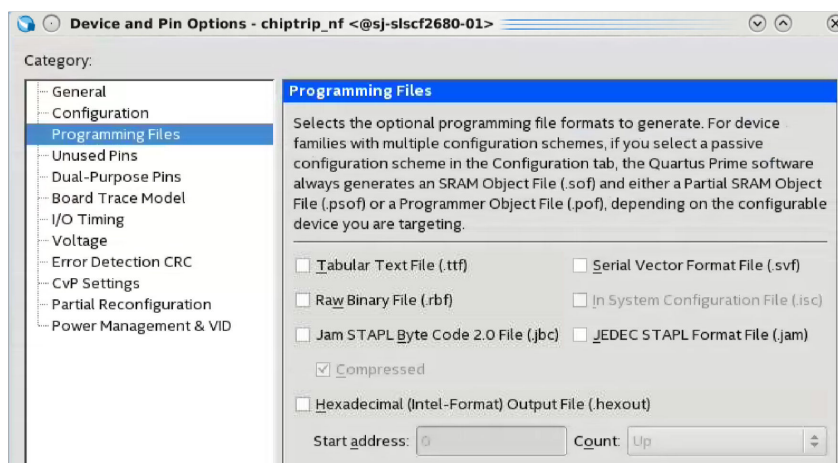 Device and Pin Options - chiptrip_nf <@sj-slscf2680-01>
Category:
General
Configuration
Programming Files
Unused Pins
Dual-Purpose Pins
Board Trace Model
I/O Timing
Voltage
Error Detection CRC
CvP Settings
Partial Reconfiguration
Power Management & VID
Programming Files
Selects the optional programming file formats to generate. For device
families with multiple configuration schemes, if you select a passive
configuration scheme in the Configuration tab, the Quartus Prime software
always generates an SRAM Object File (.sof) and either a Partial SRAM Object
File (.psof) or a Programmer Object File (.pof), depending on the configurable
device you are targeting.
Tabular Text File (.ttf)
Serial Vector Format File (.svf)
Raw Binary File (.rbf)
In System Configuration File (.isc)
Jam STAPL Byte Code 2.0 File (.jbc)
JEDEC STAPL Format File (.jam)
Compressed
Hexadecimal (Intel-Format) Output File (.hexout)
Start address: 0 Count: Up